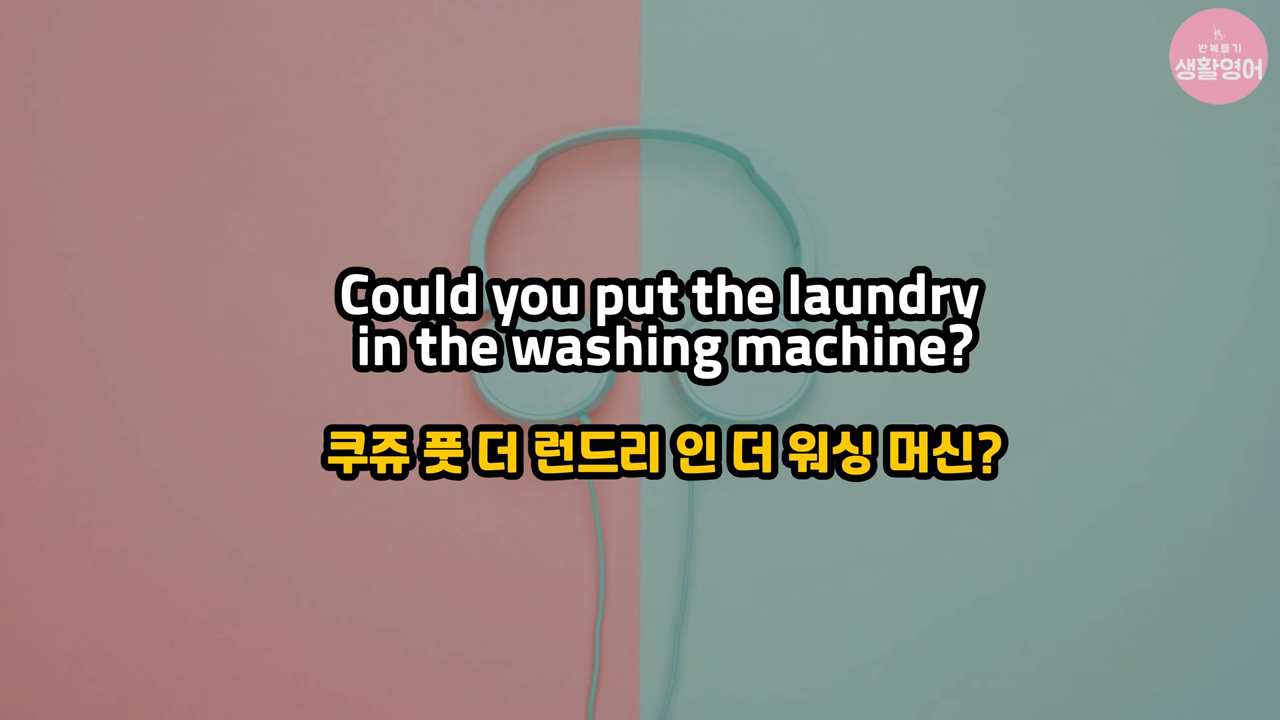 반복듣기
생활영어
Could you put the laundry
in the washing machine?
쿠쥬 풋 더 런드리 인 더 워싱 머신?